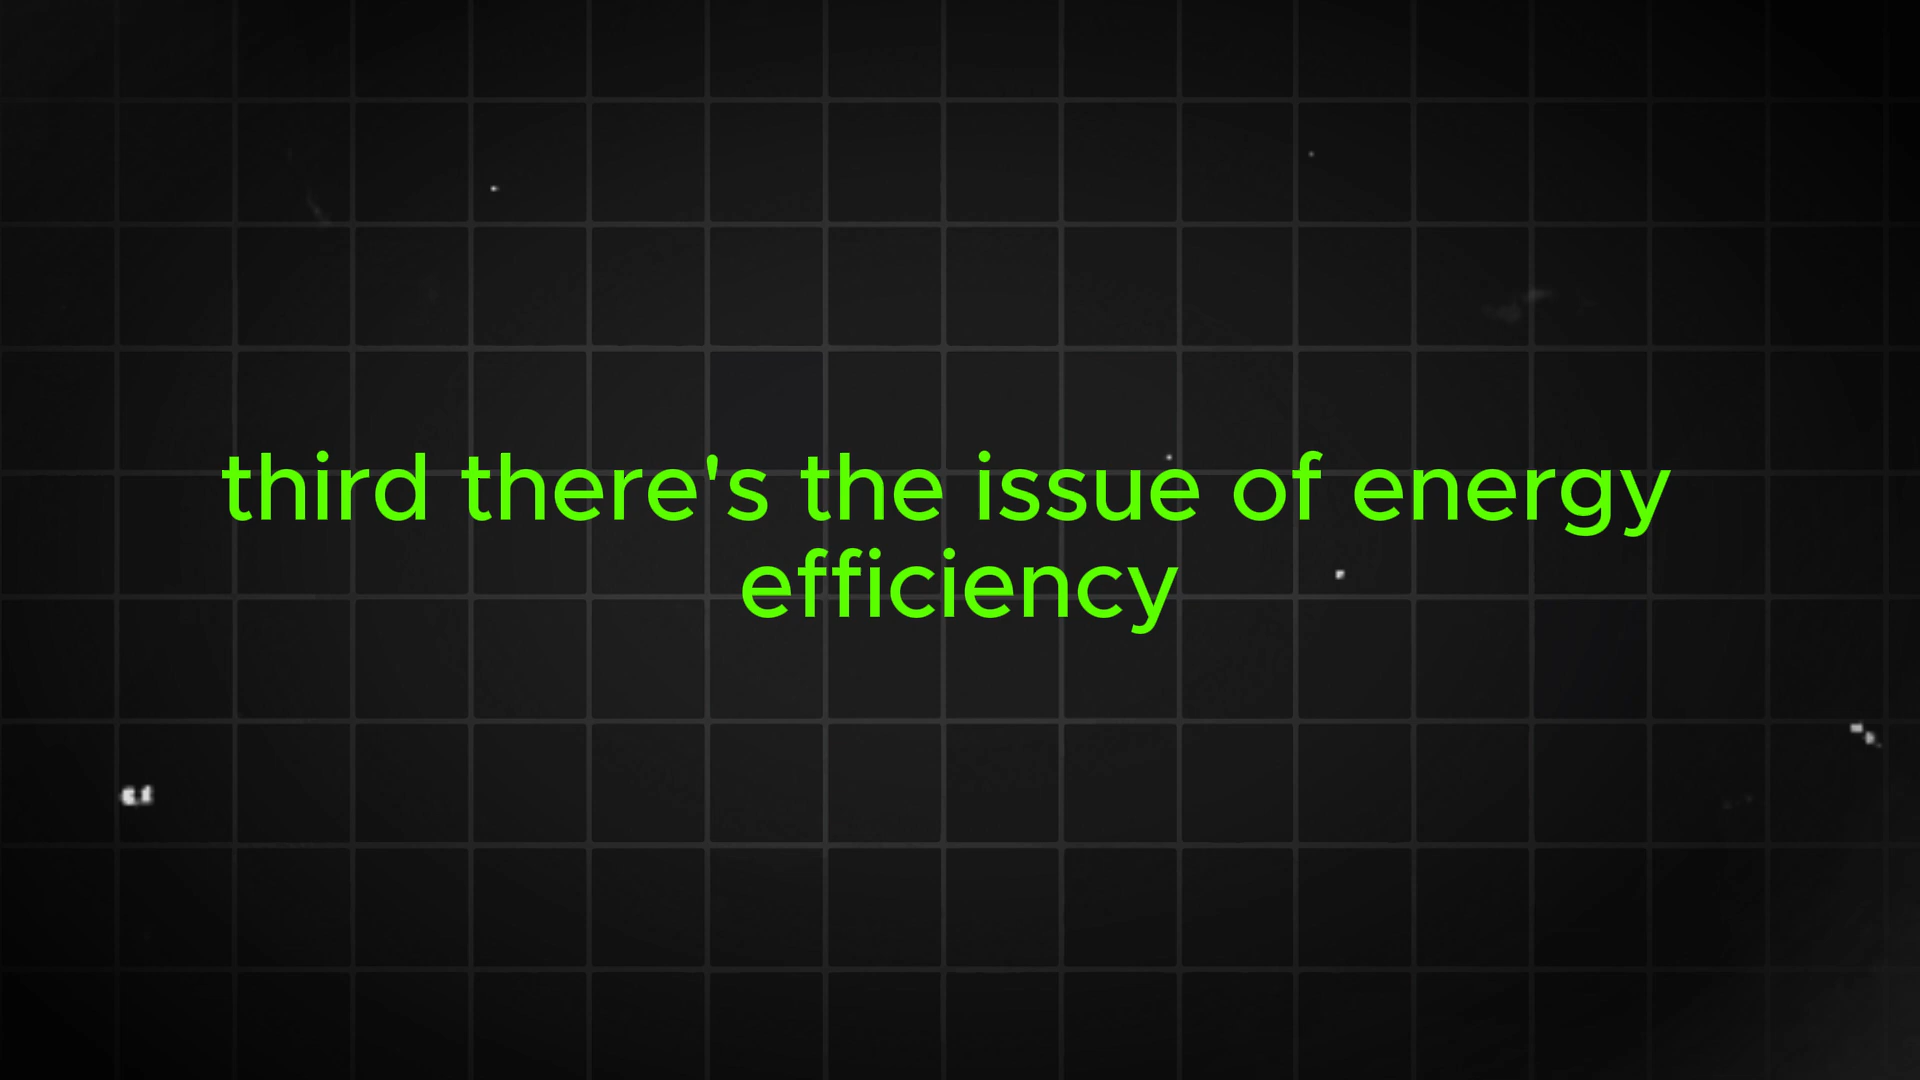 third there's the issue of energy
efficiency